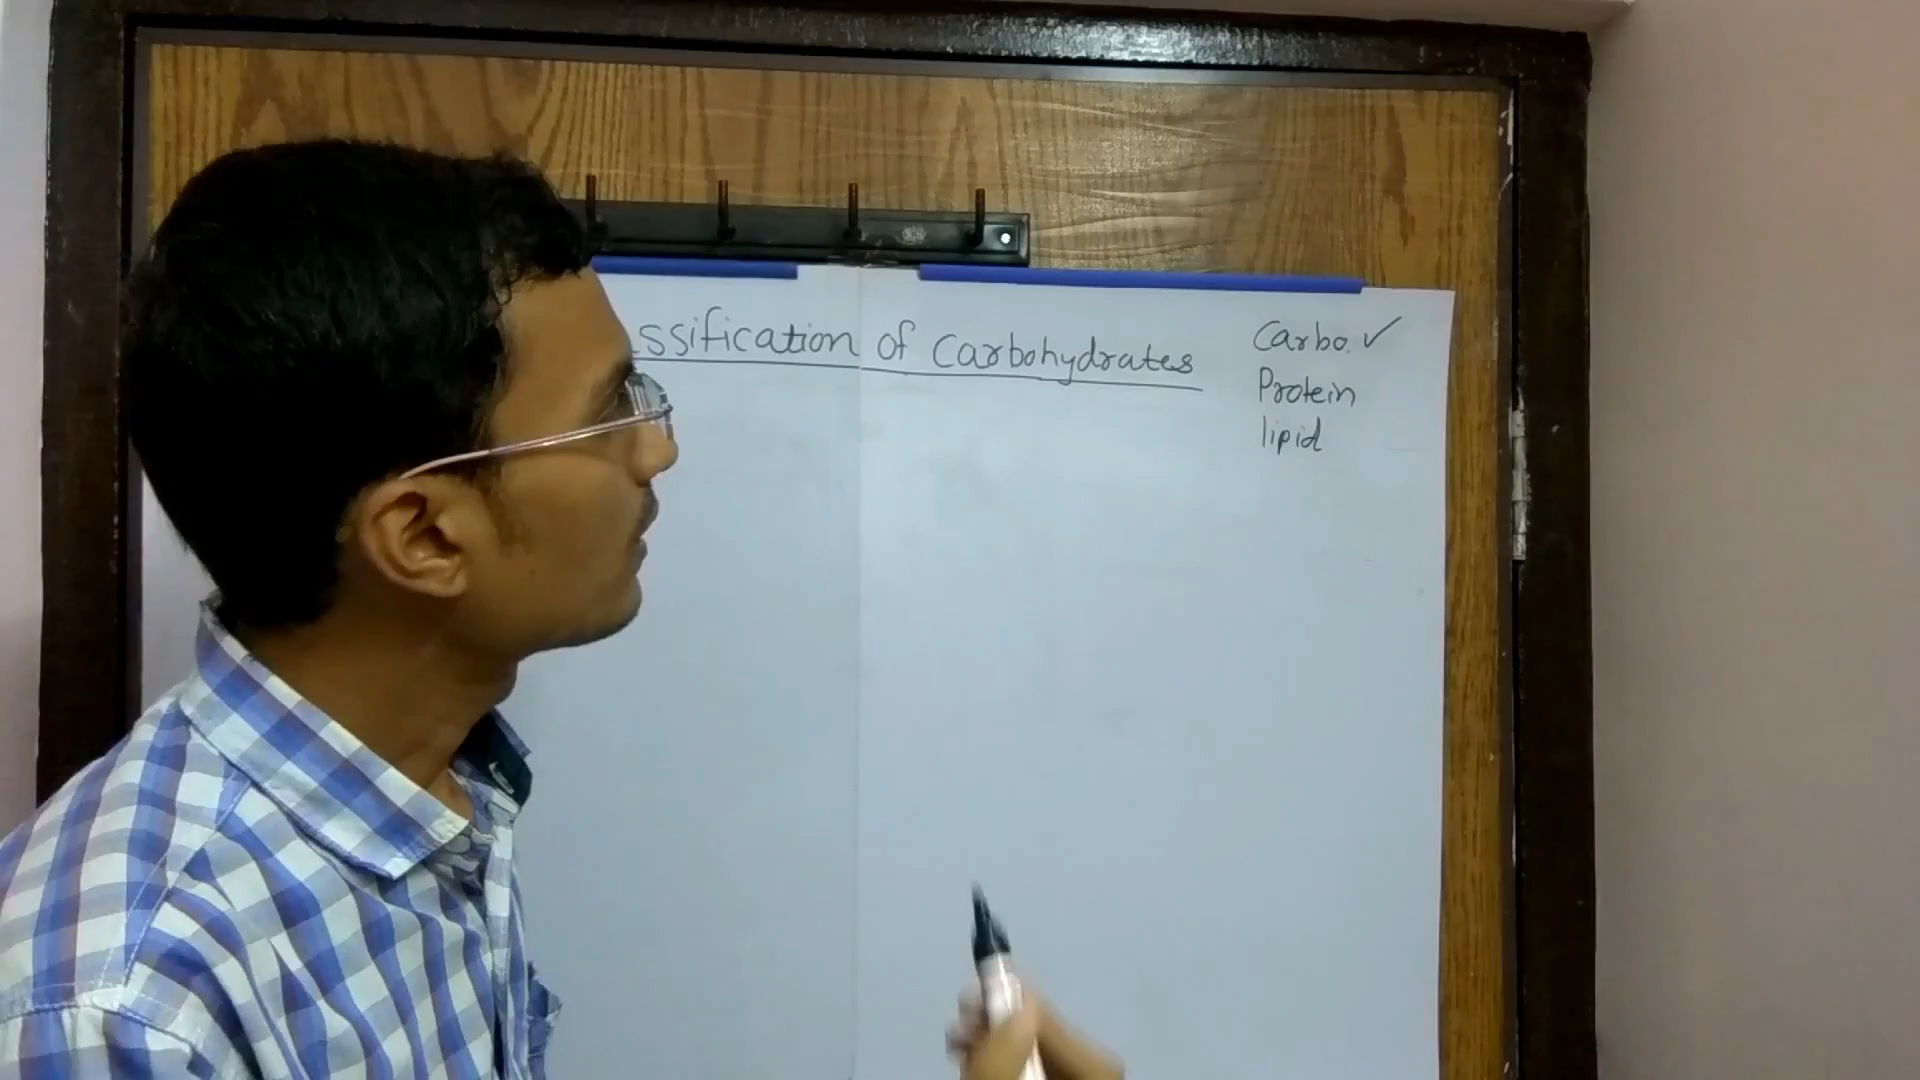 ssification of Carbohydrates
Carbo. ✓
Protein
lipid